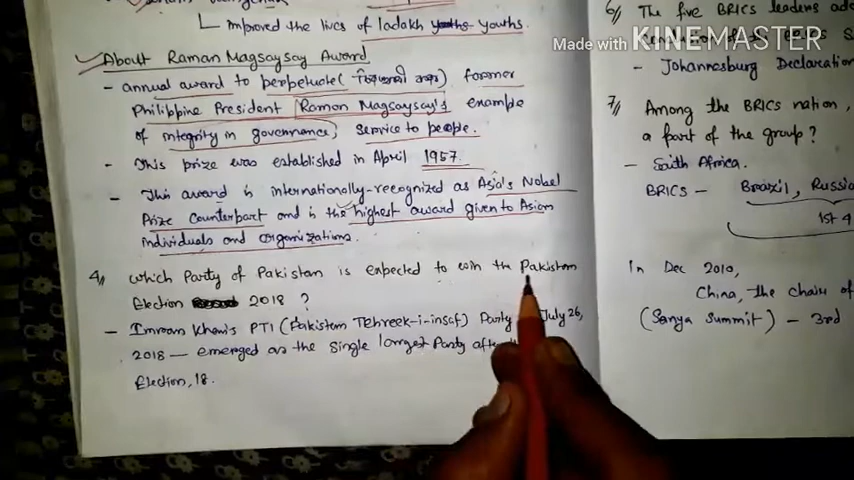 improved the lives of ladakh youths.
About Raman Magsaysay Award
- annual award to perpetuate ( ) former
Philippine President Ramon Magsaysay's example
of integrity in governance, service to people.
- This prize was established in April 1957.
- This award is internationally-recognized as Asia's Nobel
Prize Counterpart and is the highest award given to Asian
individuals and organizations.
4// Which Party of Pakistan is expected to win the Pakistan
Election 2018 ?
- Imroan Khan's PTI (Pakistan Tehreek-i-insaf) Party July 26,
2018 — emerged as the single largest Party after
Election, 18.
6// The five BRICS leaders
- Johannesburg Declaration
7// Among the BRICS nation,
a part of the group?
- South Africa.
BRICS - Brazil, Russia
1st 4
In Dec 2010,
China, the chair of
(Sanya Summit) - 3rd
Made with KINEMASTER